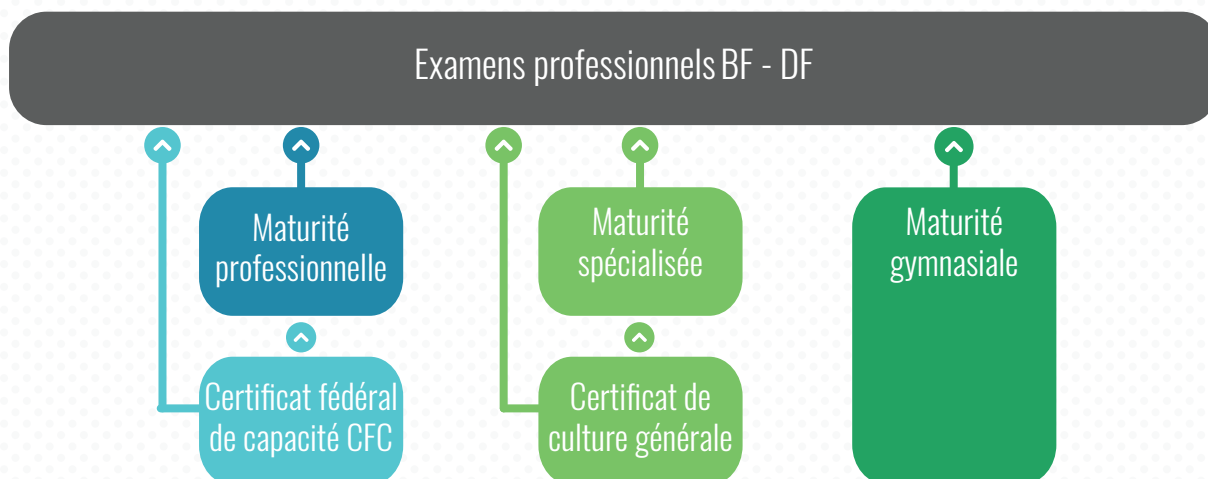 Examens professionnels BF - DF
Maturité
professionnelle
Maturité
spécialisée
Maturité
gymnasiale
Certificat fédéral
de capacité CFC
Certificat de
culture générale